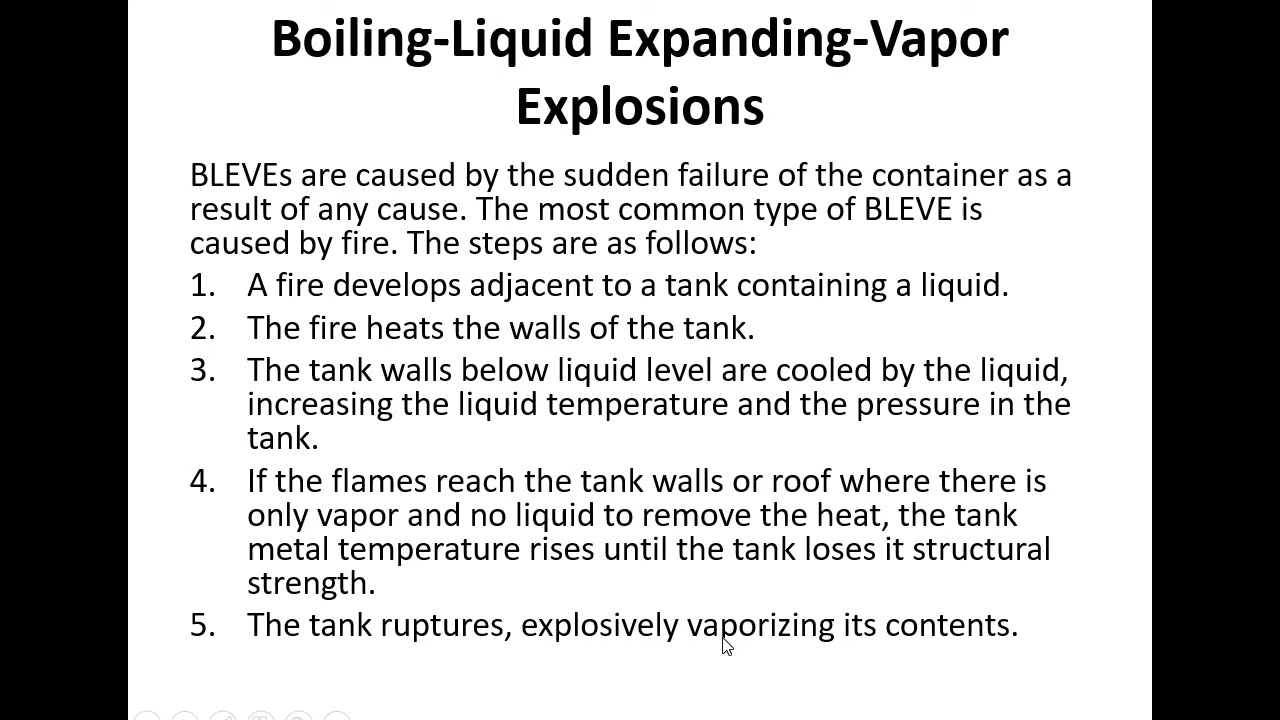 Boiling-Liquid Expanding-Vapor
Explosions
BLEVEs are caused by the sudden failure of the container as a
result of any cause. The most common type of BLEVE is
caused by fire. The steps are as follows:
1. A fire develops adjacent to a tank containing a liquid.
2. The fire heats the walls of the tank.
3. The tank walls below liquid level are cooled by the liquid,
increasing the liquid temperature and the pressure in the
tank.
4. If the flames reach the tank walls or roof where there is
only vapor and no liquid to remove the heat, the tank
metal temperature rises until the tank loses it structural
strength.
5. The tank ruptures, explosively vaporizing its contents.